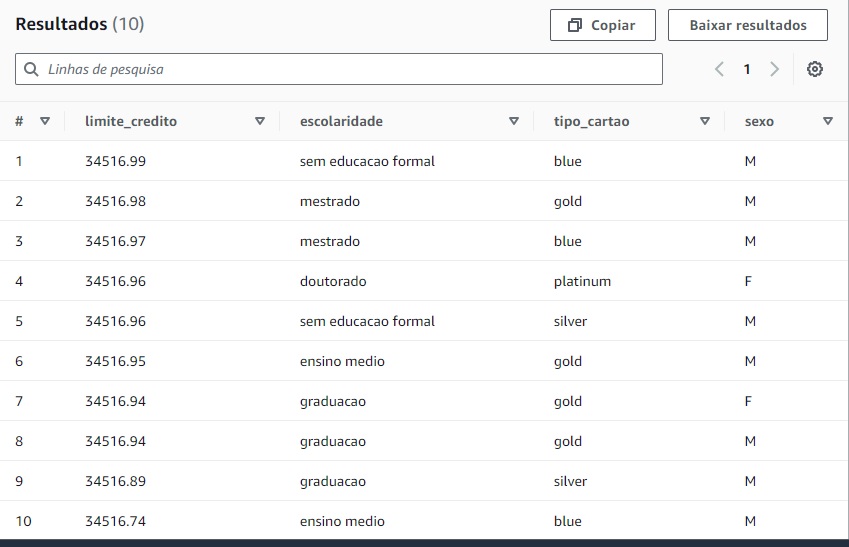 Resultados (10) Copiar Baixar resultados
Linhas de pesquisa 1
# limite_credito escolaridade tipo_cartao sexo
1 34516.99 sem educacao formal blue M
2 34516.98 mestrado gold M
3 34516.97 mestrado blue M
4 34516.96 doutorado platinum F
5 34516.96 sem educacao formal silver M
6 34516.95 ensino medio gold M
7 34516.94 graduacao gold F
8 34516.94 graduacao gold M
9 34516.89 graduacao silver M
10 34516.74 ensino medio blue M